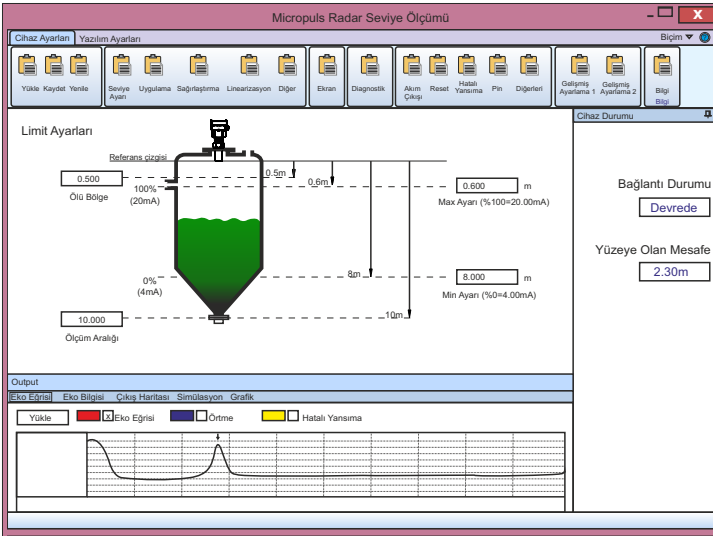 Micropuls Radar Seviye Ölçümü
X
Cihaz Ayarları Yazılım Ayarları Biçim
Yükle Kaydet Yenile Seviye Ayarı Uygulama Sağırlaştırma Linearizasyon Diğer Ekran Diagnostik Akım Çıkışı Reset Hatalı Yansıma Pin Diğerleri Gelişmiş Ayarlama 1 Gelişmiş Ayarlama 2 Bilgi
Bilgi
Cihaz Durumu
Limit Ayarları
Referans çizgisi
0.500
Ölü Bölge
0.5m
0.6m
100%
(20mA)
0.600 m
Max Ayarı (%100=20.00mA)
Bağlantı Durumu
Devrede
Yüzeye Olan Mesafe
2.30m
0%
(4mA)
8m
8.000 m
Min Ayarı (%0=4.00mA)
10.000
Ölçüm Aralığı
10m
Output
Eko Eğrisi Eko Bilgisi Çıkış Haritası Simülasyon Grafik
Yükle x Eko Eğrisi Örtme Hatalı Yansıma